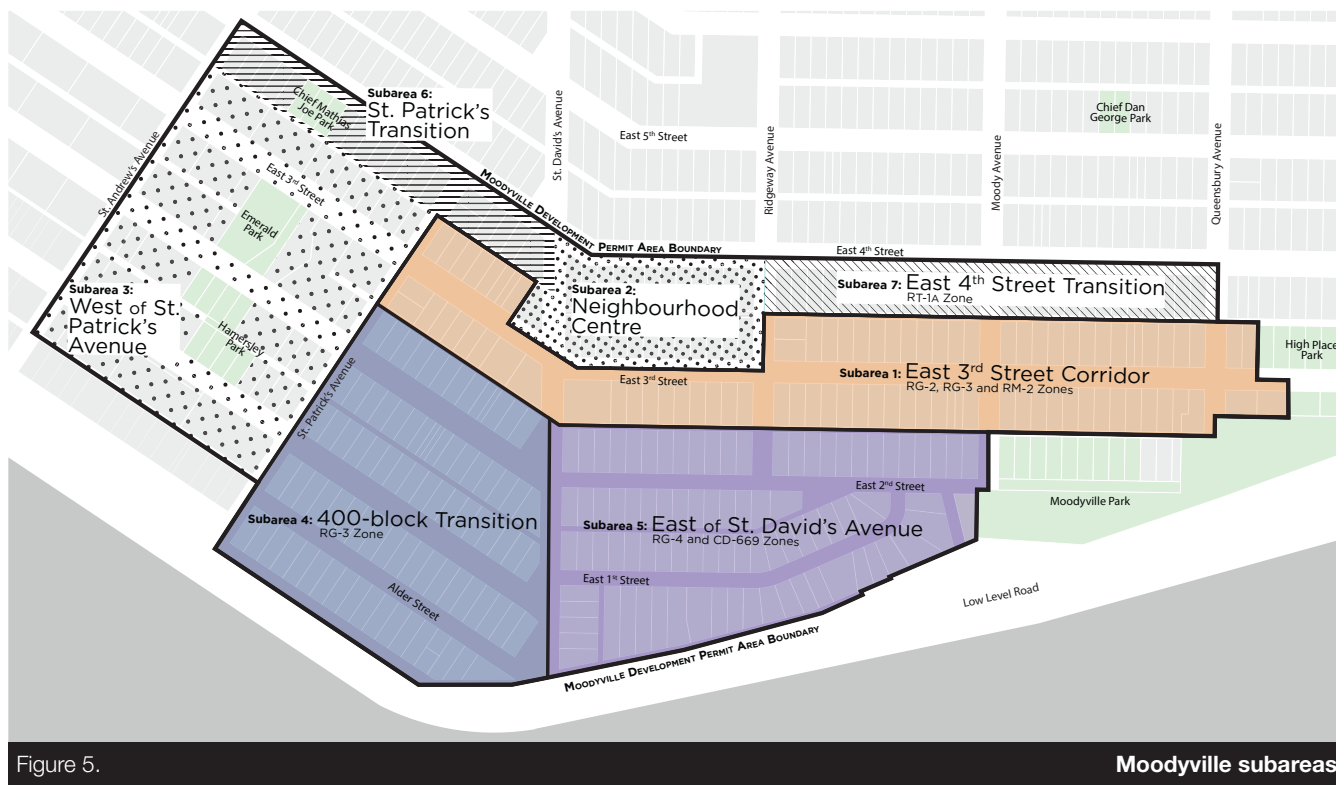 Subarea 6:
St. Patrick's
Transition
Chief Mathias
Joe Park
St. David's Avenue
East 5th Street
Ridgeway Avenue
Moody Avenue
Chief Dan
George Park
Queensbury Avenue
St. Andrew's Avenue
East 3rd Street
Emerald
Park
MOODYVILLE DEVELOPMENT PERMIT AREA BOUNDARY
East 4th Street
Subarea 3:
West of St.
Patrick's
Avenue
Hamersley
Park
Subarea 2:
Neighbourhood
Centre
Subarea 7: East 4th Street Transition
RT-1A Zone
High Place
Park
East 3rd Street
Subarea 1: East 3rd Street Corridor
RG-2, RG-3 and RM-2 Zones
St. Patrick's Avenue
East 2nd Street
Moodyville Park
Subarea 4: 400-block Transition
RG-3 Zone
Subarea 5: East of St. David's Avenue
RG-4 and CD-669 Zones
East 1st Street
Alder Street
Low Level Road
MOODYVILLE DEVELOPMENT PERMIT AREA BOUNDARY
Figure 5.
Moodyville subareas